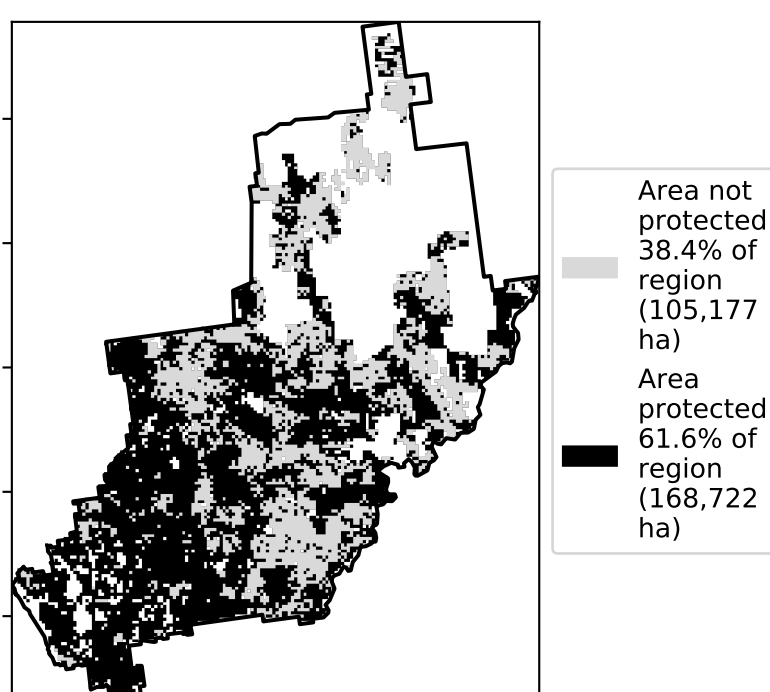 Area not
protected
38.4% of
region
(105,177
ha)
Area
protected
61.6% of
region
(168,722
ha)